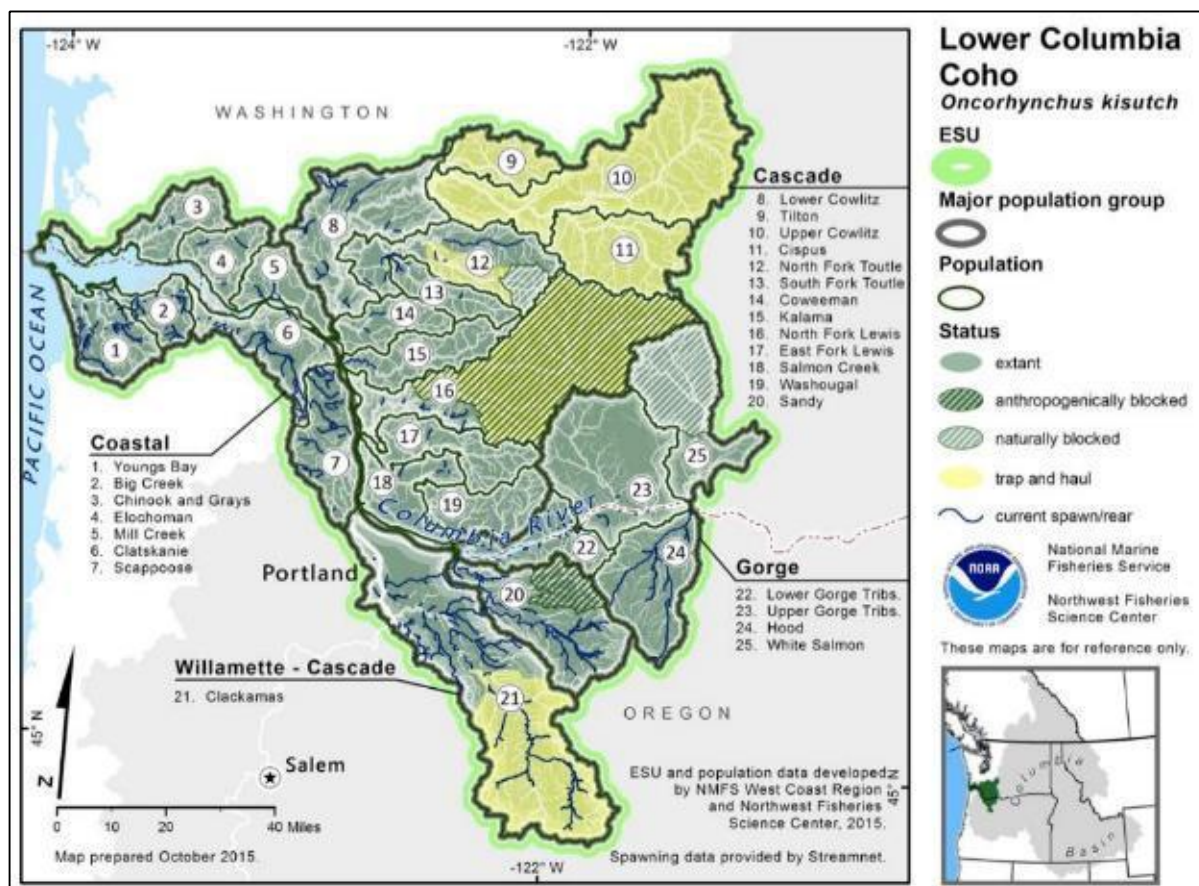 -124° W
-122° W
WASHINGTON
PACIFIC OCEAN
Coastal
1. Youngs Bay
2. Big Creek
3. Chinook and Grays
4. Elochoman
5. Mill Creek
6. Clatskanie
7. Scappoose
Cascade
8. Lower Cowlitz
9. Tilton
10. Upper Cowlitz
11. Cispus
12. North Fork Toutle
13. South Fork Toutle
14. Coweeman
15. Kalama
16. North Fork Lewis
17. East Fork Lewis
18. Salmon Creek
19. Washougal
20. Sandy
1
2
3
4
5
6
7
8
9
10
11
12
13
14
15
16
17
18
19
20
21
22
23
24
25
Columbia River
Portland
Gorge
22. Lower Gorge Tribs.
23. Upper Gorge Tribs.
24. Hood
25. White Salmon
Willamette - Cascade
21. Clackamas
OREGON
45° N
N
Salem
0 10 20 40 Miles
Map prepared October 2015.
ESU and population data developed
by NMFS West Coast Region
and Northwest Fisheries
Science Center, 2015.
Spawning data provided by Streamnet.
45° N
-122° W
Lower Columbia
Coho
Oncorhynchus kisutch
ESU
Major population group
Population
Status
extant
anthropogenically blocked
naturally blocked
trap and haul
current spawn/rear
NOAA
National Marine
Fisheries Service
Northwest Fisheries
Science Center
These maps are for reference only.
Columbia
Basin